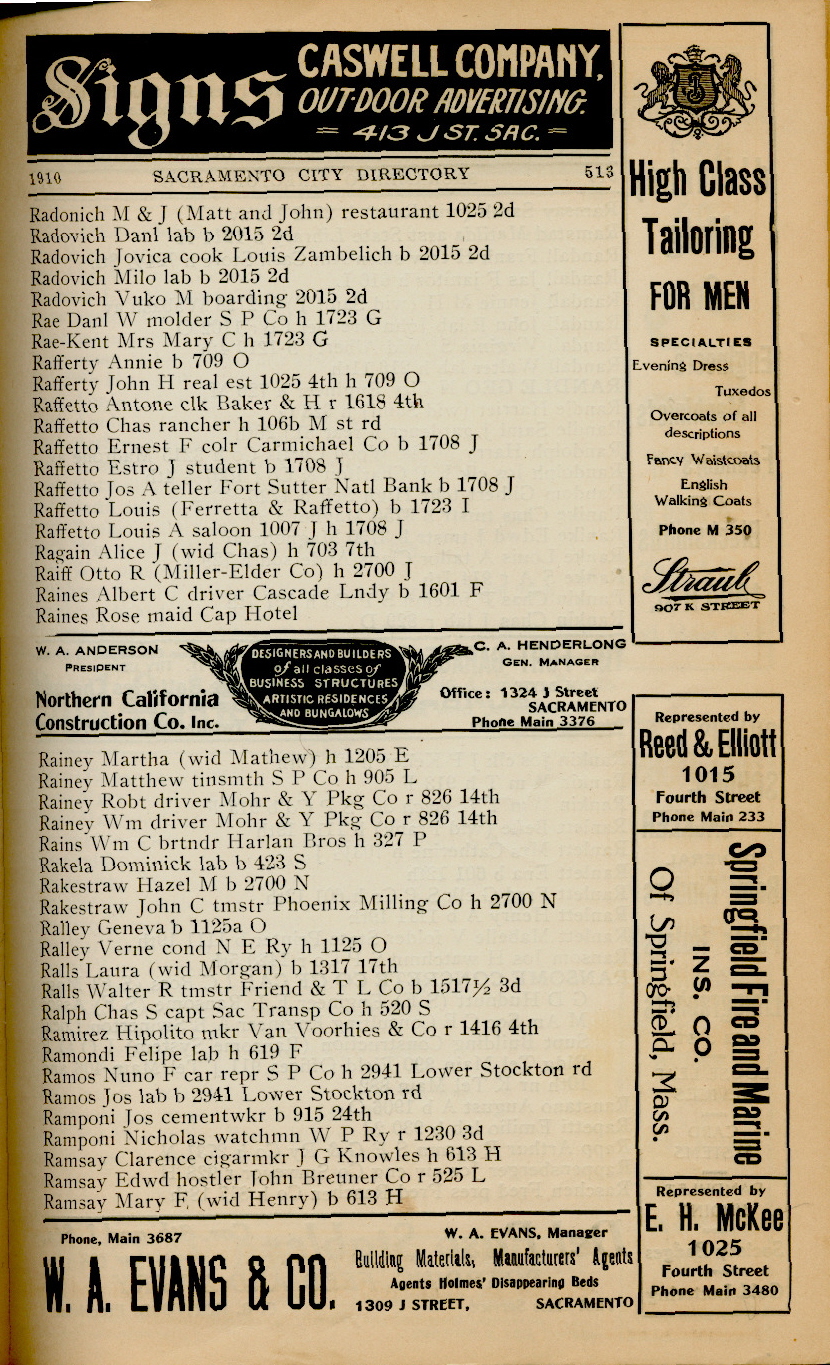 Signs
CASWELL COMPANY,
OUT-DOOR ADVERTISING.
= 413 J ST. SAC. =
1910 SACRAMENTO CITY DIRECTORY 513
Radonich M & J (Matt and John) restaurant 1025 2d
Radovich Danl lab b 2015 2d
Radovich Jovica cook Louis Zambelich b 2015 2d
Radovich Milo lab b 2015 2d
Radovich Vuko M boarding 2015 2d
Rae Danl W molder S P Co h 1723 G
Rae-Kent Mrs Mary C h 1723 G
Rafferty Annie b 709 O
Rafferty John H real est 1025 4th h 709 O
Raffetto Antone clk Baker & H r 1618 4th
Raffetto Chas rancher h 106b M st rd
Raffetto Ernest F colr Carmichael Co b 1708 J
Raffetto Estro J student b 1708 J
Raffetto Jos A teller Fort Sutter Natl Bank b 1708 J
Raffetto Louis (Ferretta & Raffetto) b 1723 I
Raffetto Louis A saloon 1007 J h 1708 J
Ragain Alice J (wid Chas) h 703 7th
Raiff Otto R (Miller-Elder Co) h 2700 J
Raines Albert C driver Cascade Lndy b 1601 F
Raines Rose maid Cap Hotel
W. A. ANDERSON
PRESIDENT
Northern California
Construction Co. Inc.
DESIGNERS AND BUILDERS
of all classes of
BUSINESS STRUCTURES
ARTISTIC RESIDENCES
AND BUNGALOWS
C. A. HENDERLONG
GEN. MANAGER
Office: 1324 J Street
SACRAMENTO
Phone Main 3376
Rainey Martha (wid Mathew) h 1205 E
Rainey Matthew tinsmth S P Co h 905 L
Rainey Robt driver Mohr & Y Pkg Co r 826 14th
Rainey Wm driver Mohr & Y Pkg Co r 826 14th
Rains Wm C brtndr Harlan Bros h 327 P
Rakela Dominick lab b 423 S
Rakestraw Hazel M b 2700 N
Rakestraw John C tmstr Phoenix Milling Co h 2700 N
Ralley Geneva b 1125a O
Ralley Verne cond N E Ry h 1125 O
Ralls Laura (wid Morgan) b 1317 17th
Ralls Walter R tmstr Friend & T L Co b 1517½ 3d
Ralph Chas S capt Sac Transp Co h 520 S
Ramirez Hipolito mkr Van Voorhies & Co r 1416 4th
Ramondi Felipe lab h 619 F
Ramos Nuno F car repr S P Co h 2941 Lower Stockton rd
Ramos Jos lab b 2941 Lower Stockton rd
Ramponi Jos cementwkr b 915 24th
Ramponi Nicholas watchmn W P Ry r 1230 3d
Ramsay Clarence cigarmkr J G Knowles h 613 H
Ramsay Edwd hostler John Breuner Co r 525 L
Ramsay Mary F (wid Henry) b 613 H
Phone, Main 3687
W. A. EVANS & CO.
W. A. EVANS, Manager
Building Materials, Manufacturers' Agents
Agents Holmes' Disappearing Beds
1309 J STREET, SACRAMENTO
High Class
Tailoring
FOR MEN
SPECIALTIES
Evening Dress
Tuxedos
Overcoats of all
descriptions
Fancy Waistcoats
English
Walking Coats
Phone M 350
Straub
907 K STREET
Represented by
Reed & Elliott
1015
Fourth Street
Phone Main 233
Springfield Fire and Marine
INS. CO.
Of Springfield, Mass.
Represented by
E. H. McKee
1025
Fourth Street
Phone Main 3480